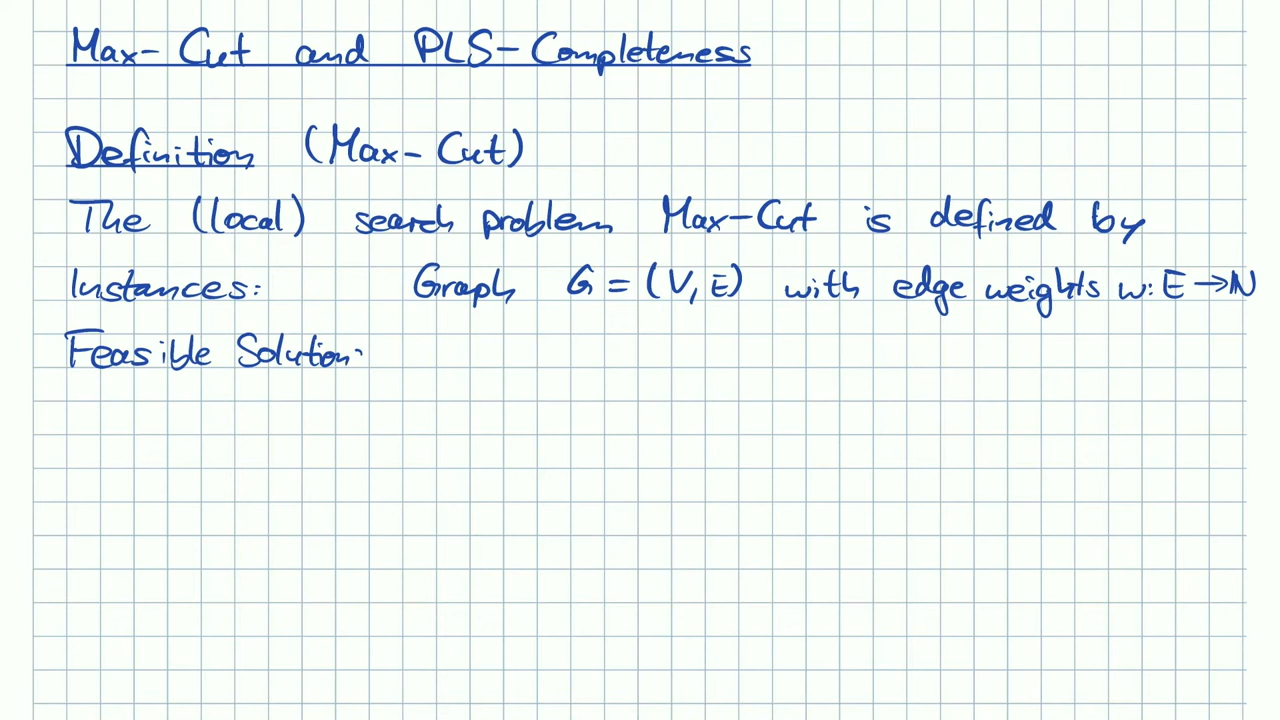 Max-Cut and PLS-Completeness
Definition (Max-Cut)
The (local) search problem Max-Cut is defined by
Instances: Graph G = (V, E) with edge weights w: E → ℕ
Feasible Solution: